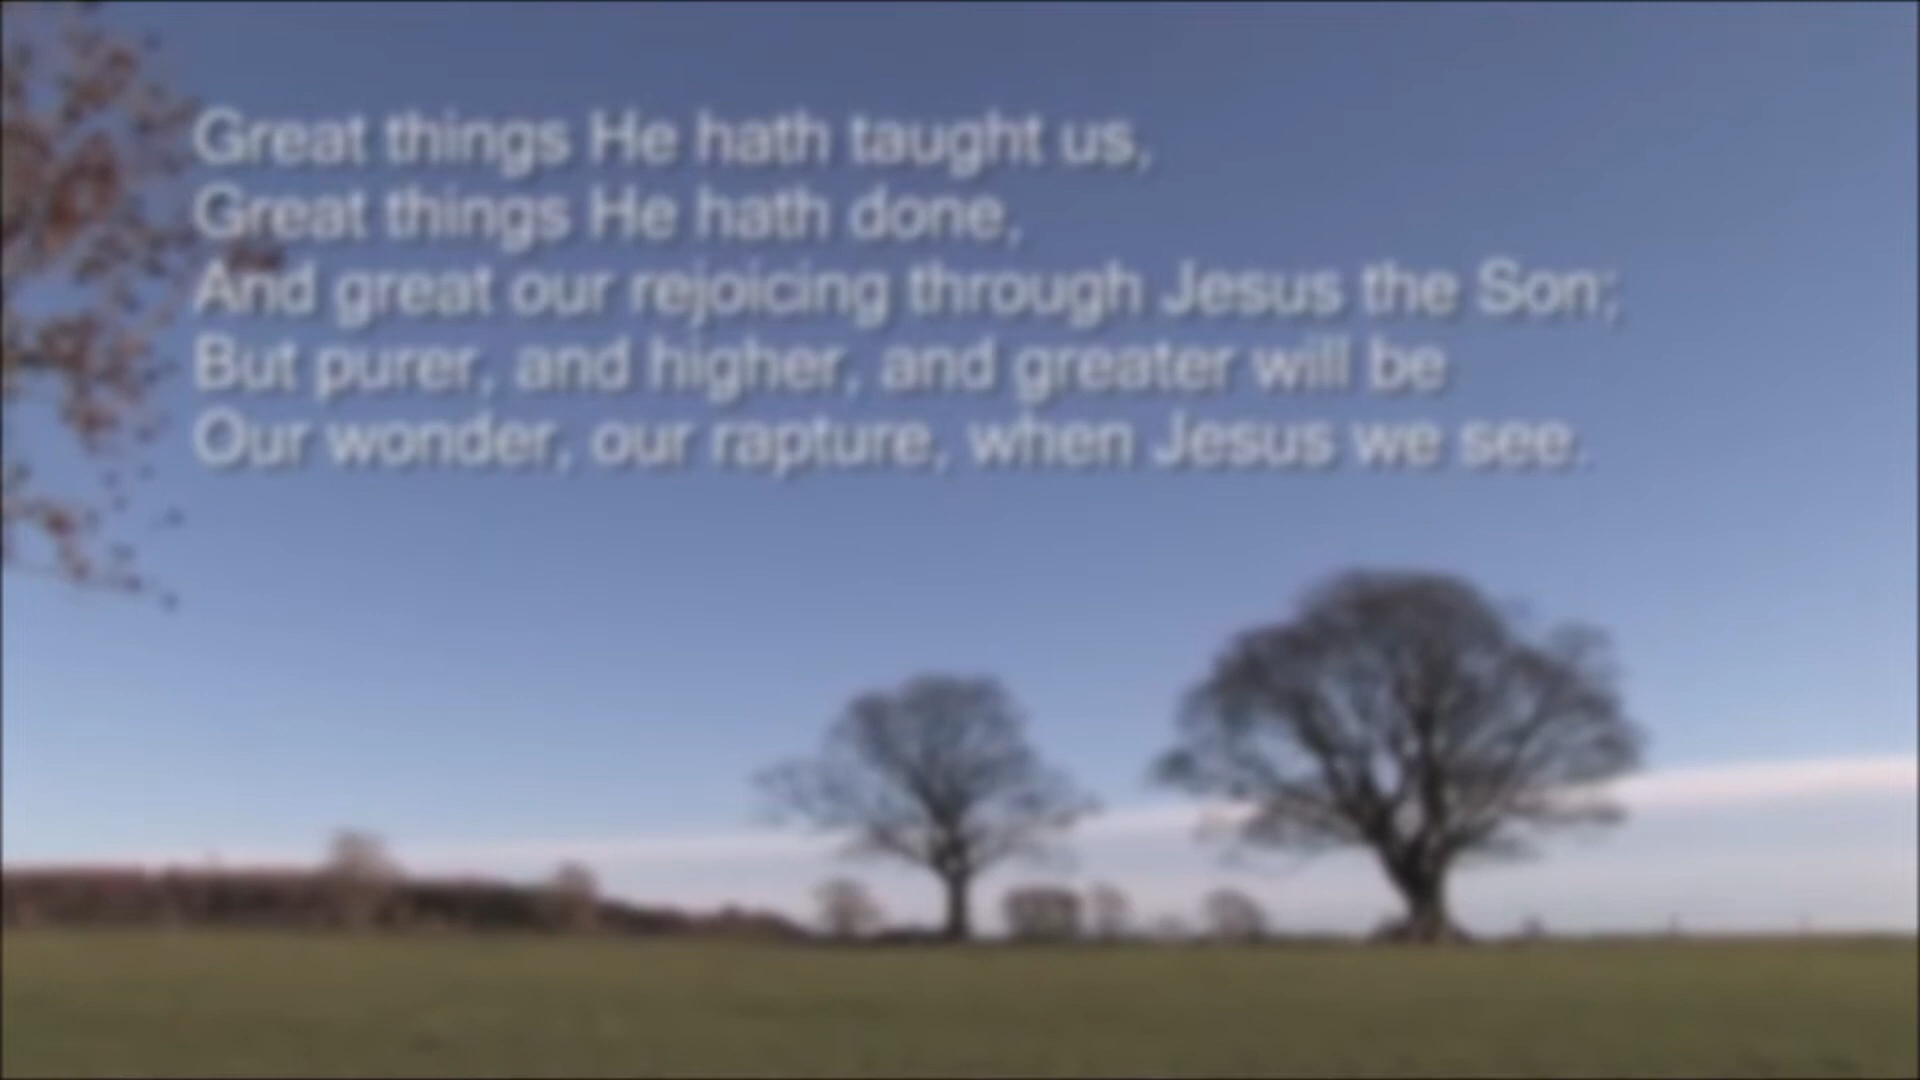 Great things He hath taught us,
Great things He hath done,
And great our rejoicing through Jesus the Son;
But purer, and higher, and greater will be
Our wonder, our rapture, when Jesus we see.